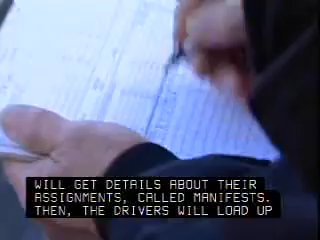 WILL GET DETAILS ABOUT THEIR
ASSIGNMENTS, CALLED MANIFESTS.
THEN, THE DRIVERS WILL LOAD UP